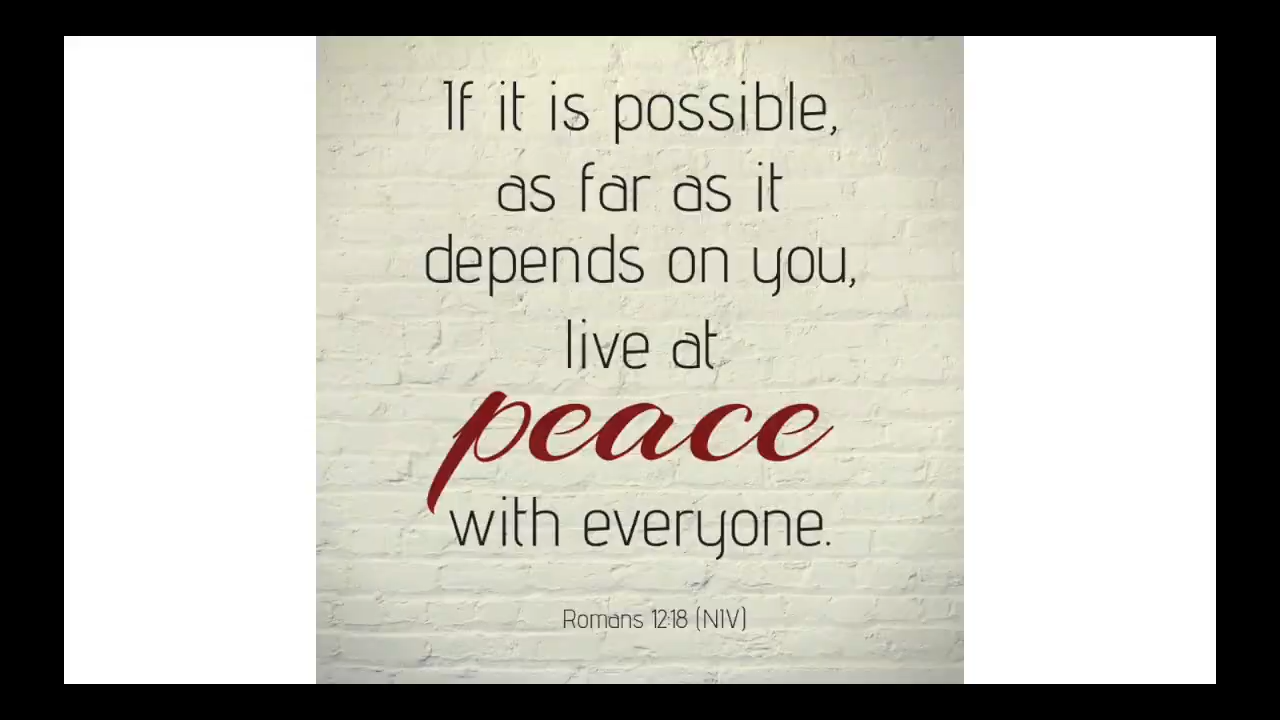 If it is possible,
as far as it
depends on you,
live at
peace
with everyone.
Romans 12:18 (NIV)